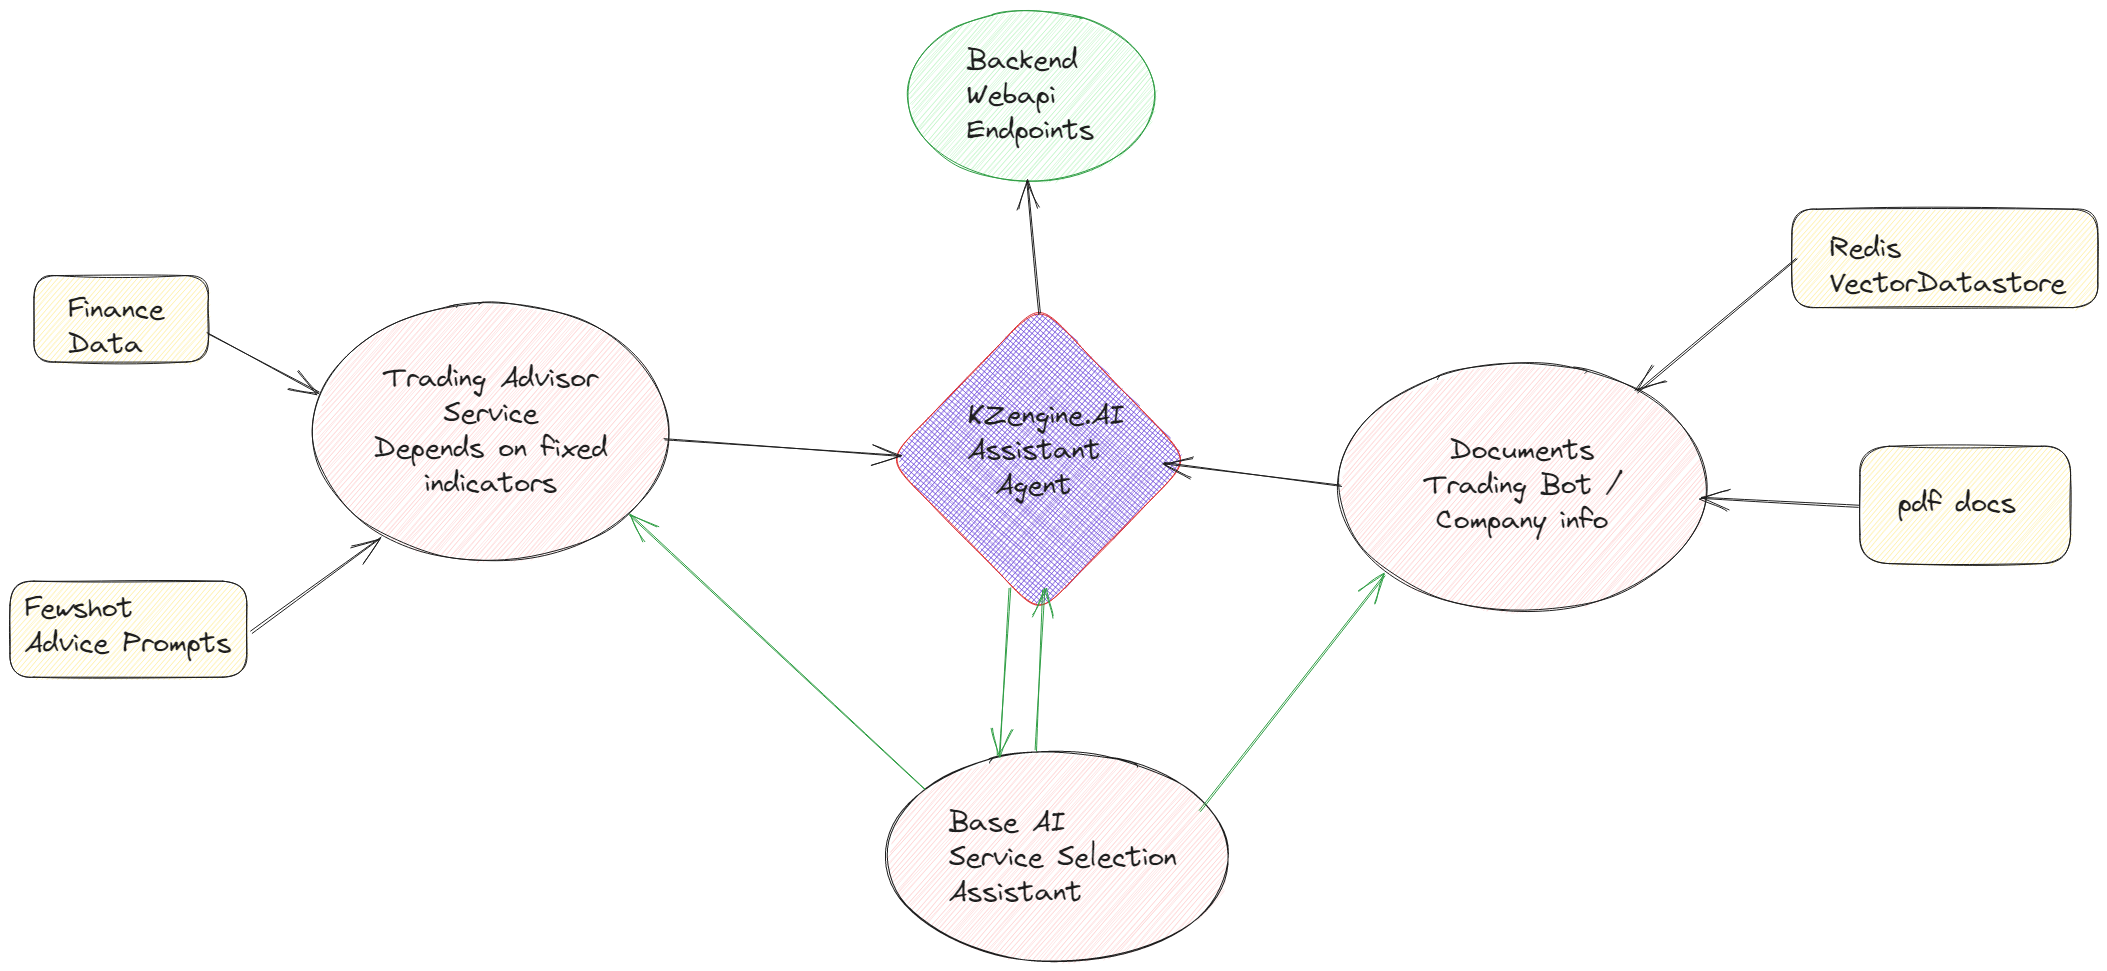 Backend
Webapi
Endpoints
Redis
VectorDatastore
Finance
Data
Trading Advisor
Service
Depends on fixed
indicators
KZengine.AI
Assistant
Agent
Documents
Trading Bot /
Company info
pdf docs
Fewshot
Advice Prompts
Base AI
Service Selection
Assistant